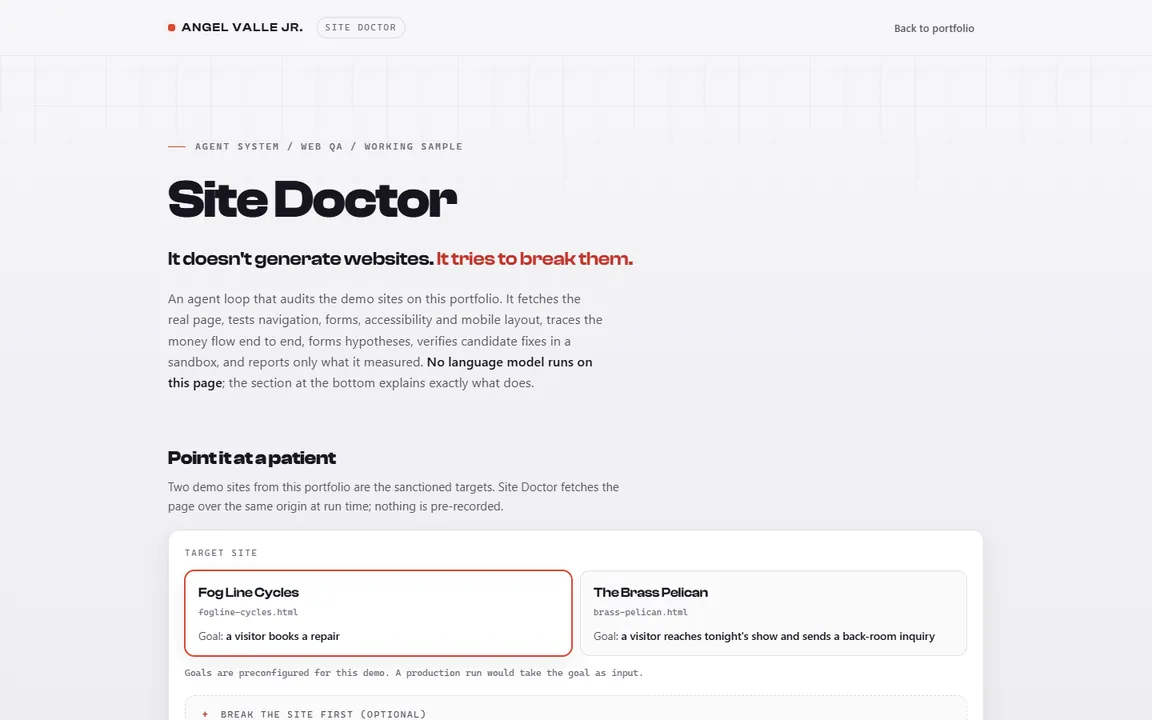 ANGEL VALLE JR. SITE DOCTOR Back to portfolio
AGENT SYSTEM / WEB QA / WORKING SAMPLE
Site Doctor
It doesn't generate websites. It tries to break them.
An agent loop that audits the demo sites on this portfolio. It fetches the
real page, tests navigation, forms, accessibility and mobile layout, traces the
money flow end to end, forms hypotheses, verifies candidate fixes in a
sandbox, and reports only what it measured. No language model runs on
this page; the section at the bottom explains exactly what does.
Point it at a patient
Two demo sites from this portfolio are the sanctioned targets. Site Doctor fetches the
page over the same origin at run time; nothing is pre-recorded.
TARGET SITE
Fog Line Cycles
fogline-cycles.html
Goal: a visitor books a repair
The Brass Pelican
brass-pelican.html
Goal: a visitor reaches tonight's show and sends a back-room inquiry
Goals are preconfigured for this demo. A production run would take the goal as input.
+ BREAK THE SITE FIRST (OPTIONAL)